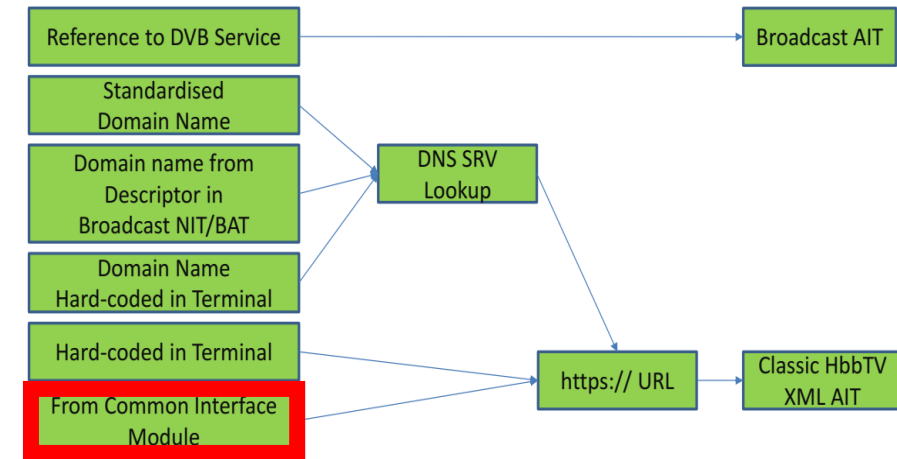 Reference to DVB Service
Broadcast AIT
Standardised
Domain Name
Domain name from
Descriptor in
Broadcast NIT/BAT
DNS SRV
Lookup
Domain Name
Hard-coded in Terminal
Hard-coded in Terminal
From Common Interface
Module
https:// URL
Classic HbbTV
XML AIT